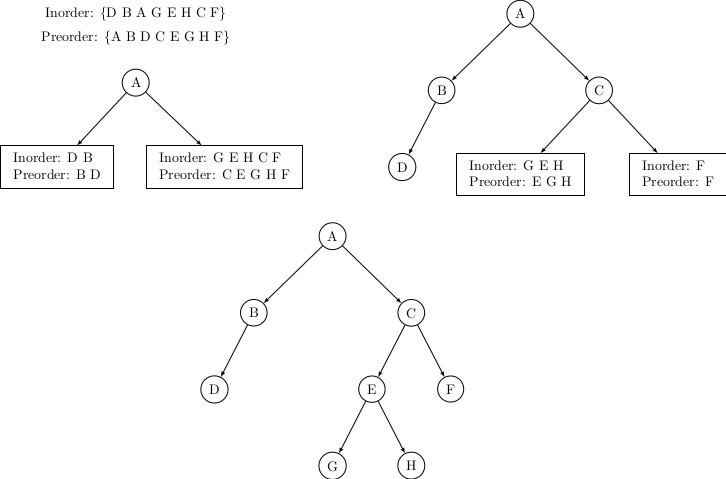 Inorder: {D B A G E H C F}
Preorder: {A B D C E G H F}
A
Inorder: D B
Preorder: B D
Inorder: G E H C F
Preorder: C E G H F
A
B
C
D
Inorder: G E H
Preorder: E G H
Inorder: F
Preorder: F
A
B
C
D
E
F
G
H